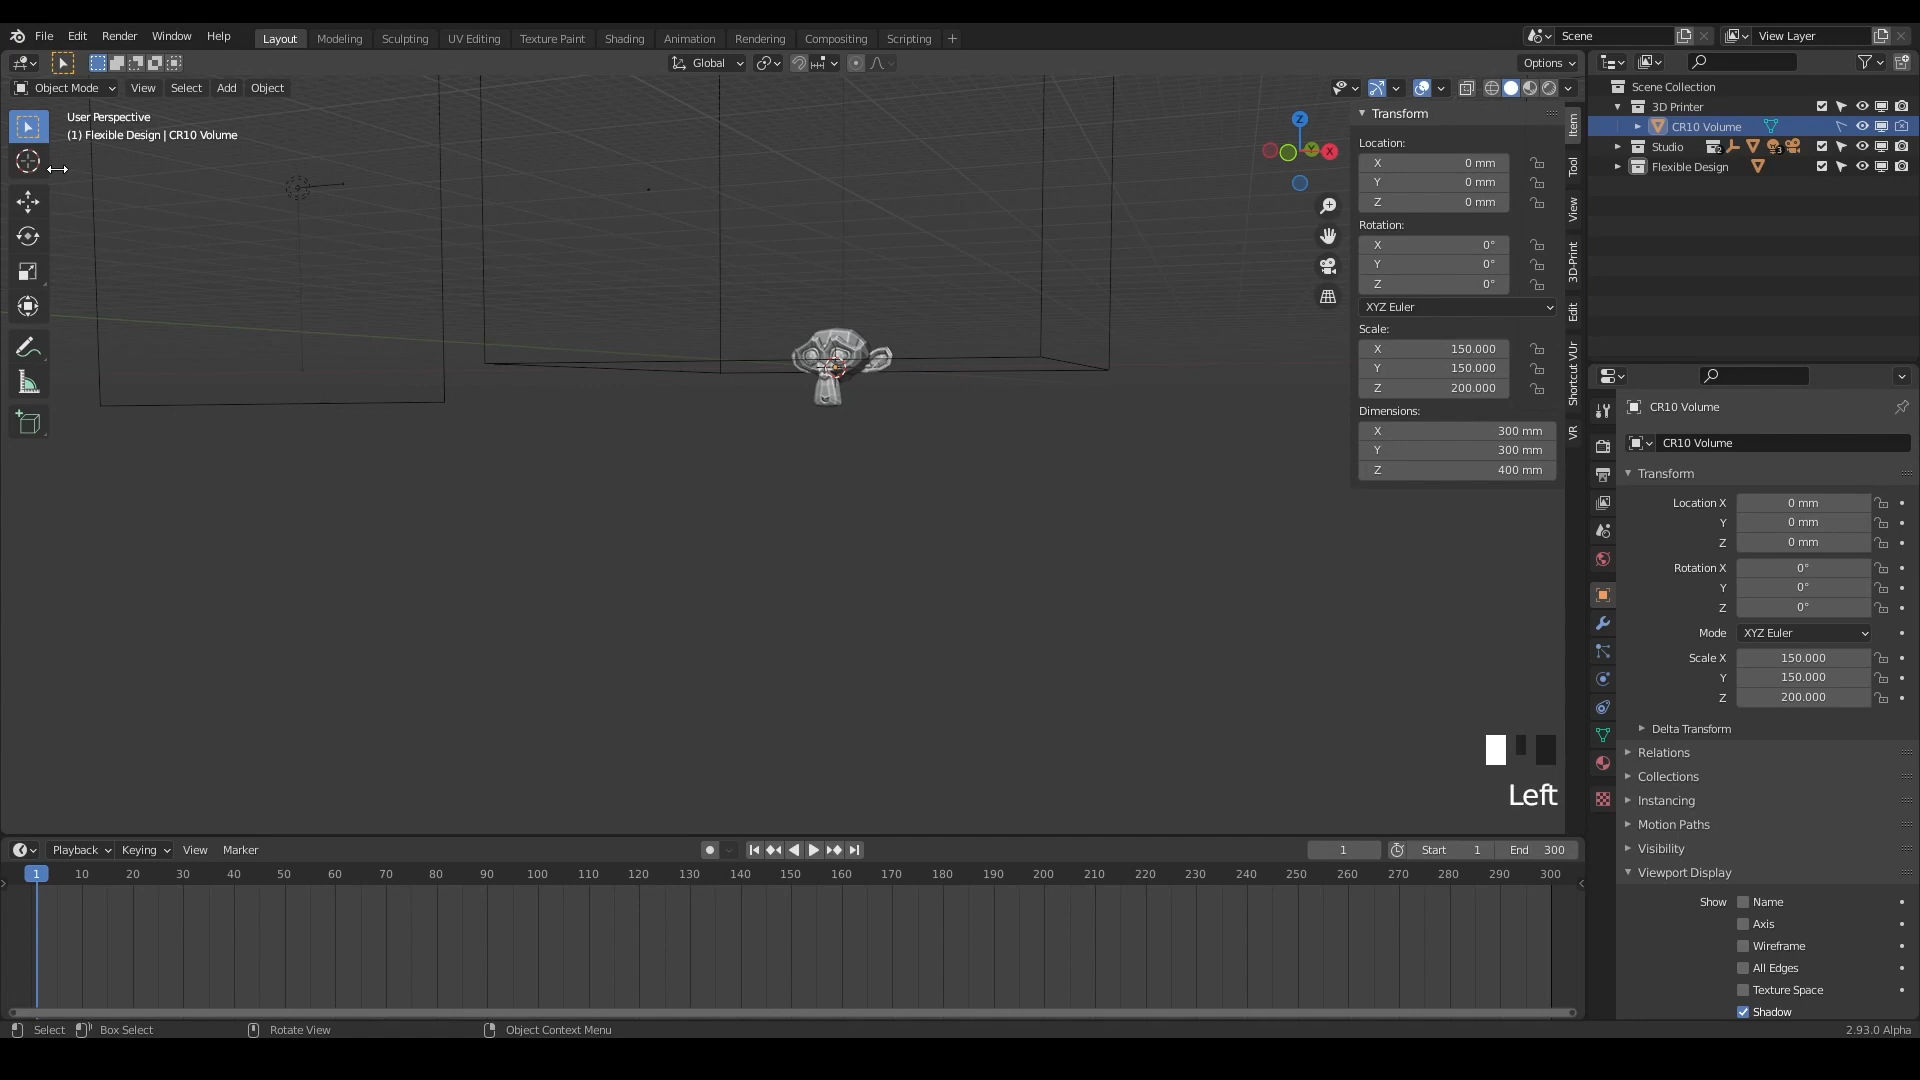 File Edit Render Window Help Layout Modeling Sculpting UV Editing Texture Paint Shading Animation Rendering Compositing Scripting + Scene View Layer
Global Options
Object Mode View Select Add Object
User Perspective
(1) Flexible Design | CR10 Volume
Z
Y
X
Transform
Location:
X 0 mm
Y 0 mm
Z 0 mm
Rotation:
X 0°
Y 0°
Z 0°
XYZ Euler
Scale:
X 150.000
Y 150.000
Z 200.000
Dimensions:
X 300 mm
Y 300 mm
Z 400 mm
Item
Tool
View
3D-Print
Edit
Shortcut VUr
VR
Scene Collection
3D Printer
CR10 Volume
Studio 2 3
Flexible Design
CR10 Volume
CR10 Volume
Transform
Location X 0 mm
Y 0 mm
Z 0 mm
Rotation X 0°
Y 0°
Z 0°
Mode XYZ Euler
Scale X 150.000
Y 150.000
Z 200.000
Delta Transform
Relations
Collections
Instancing
Motion Paths
Visibility
Viewport Display
Show Name
Axis
Wireframe
All Edges
Texture Space
Shadow
Left
Playback Keying View Marker 1 Start 1 End 300
1 10 20 30 40 50 60 70 80 90 100 110 120 130 140 150 160 170 180 190 200 210 220 230 240 250 260 270 280 290 300
Select Box Select Rotate View Object Context Menu 2.93.0 Alpha